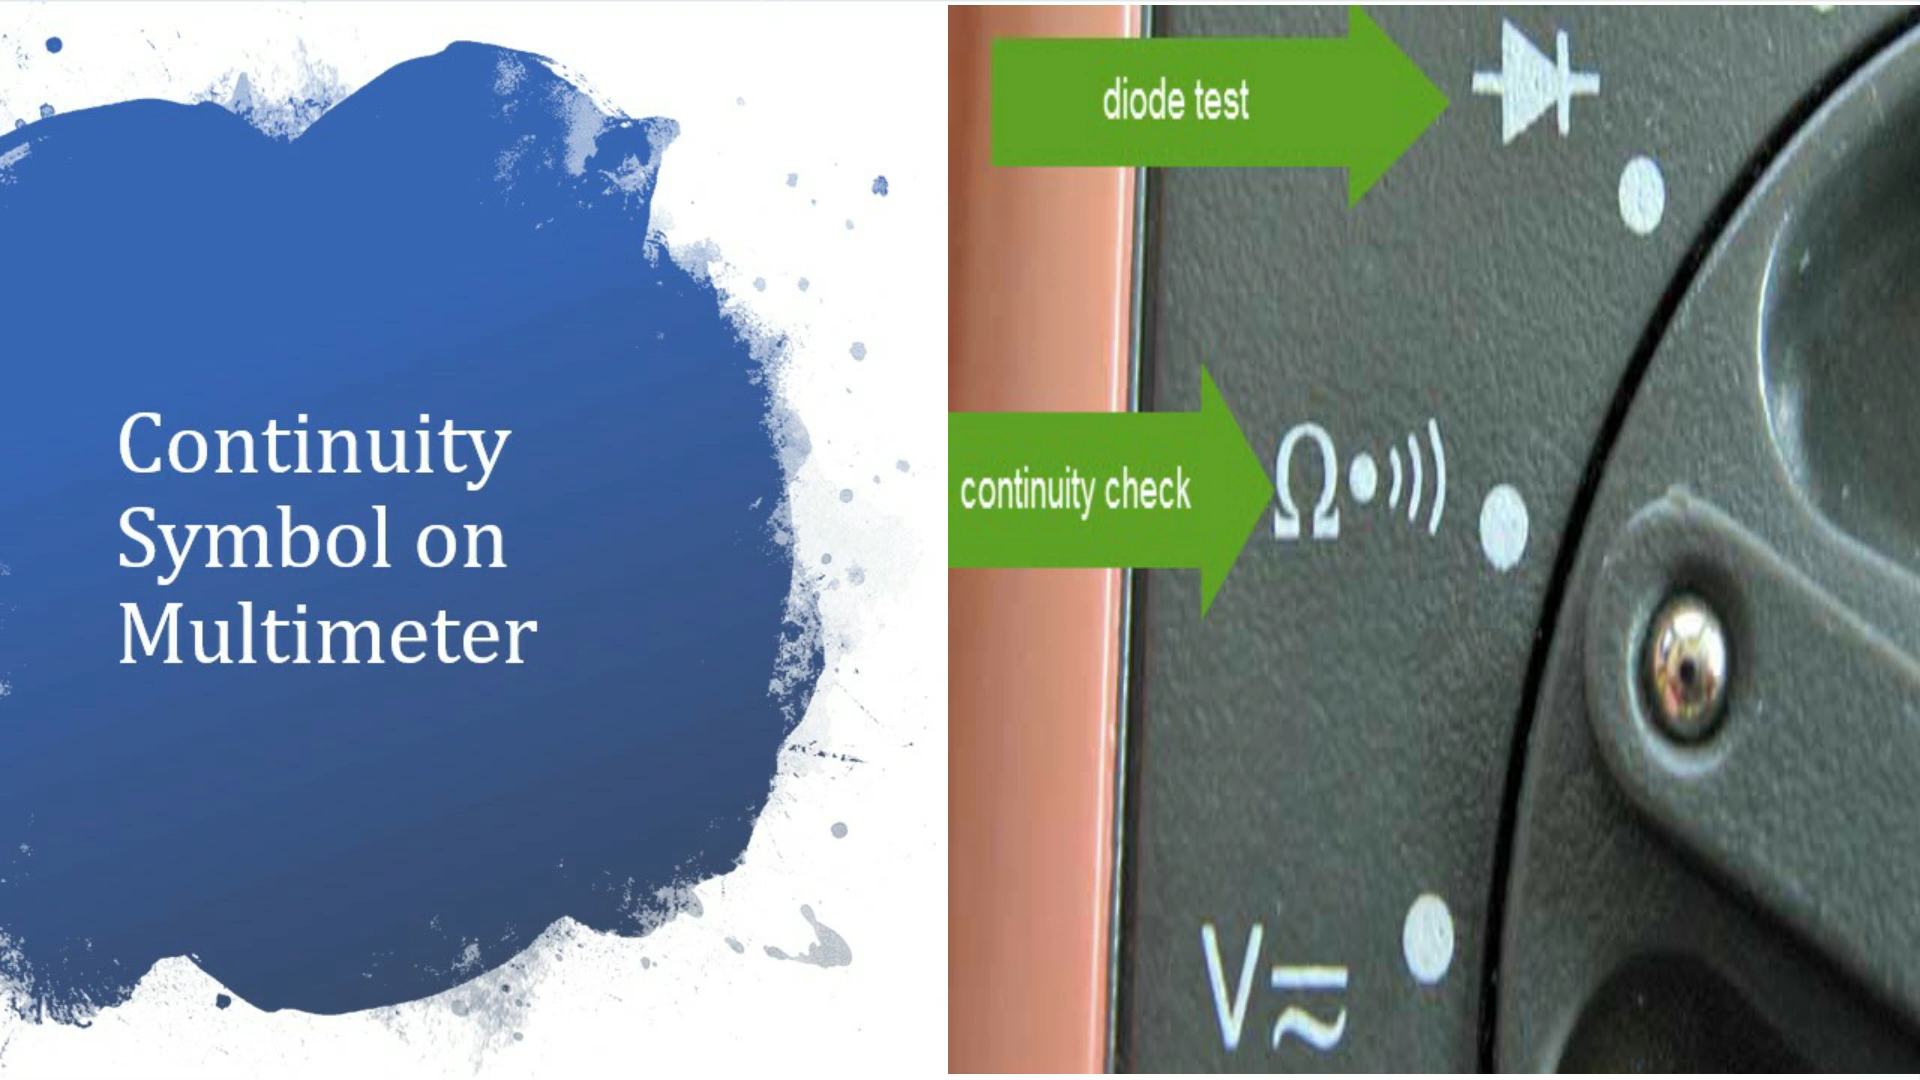 Continuity
Symbol on
Multimeter
diode test
continuity check
Ω
V